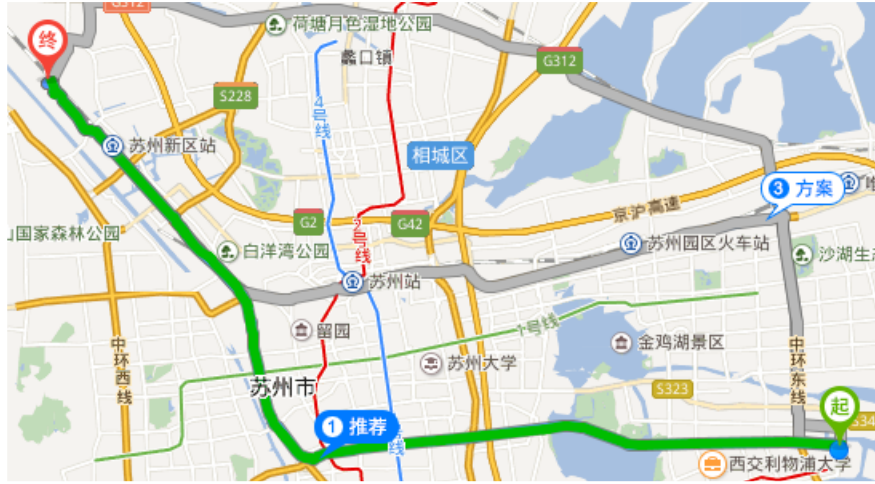 G312
荷塘月色湿地公园
终
蠡口镇
G312
S228
4号线
苏州新区站
相城区
3 方案
唯
京沪高速
G2
G42
2号线
山国家森林公园
白洋湾公园
苏州园区火车站
沙湖生态
苏州站
留园
1号线
中环西线
苏州大学
金鸡湖景区
中环东线
苏州市
S323
起
1 推荐
S34
号线
西交利物浦大学